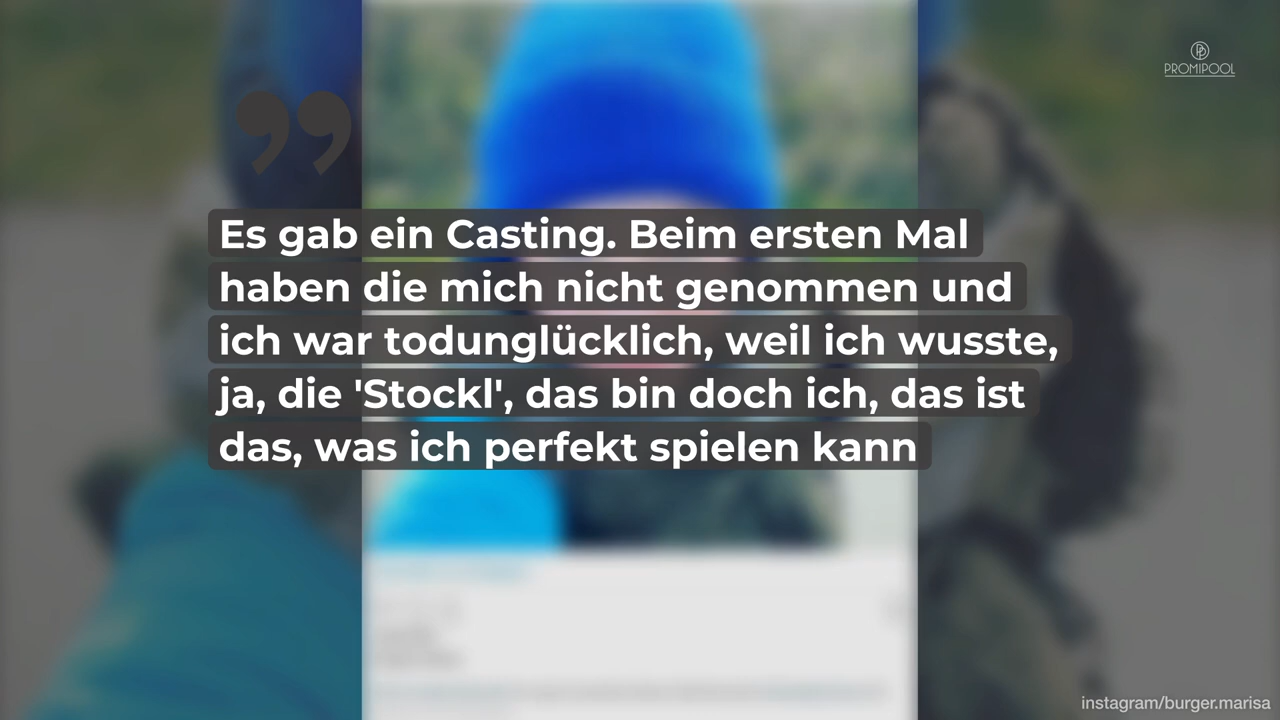 PROMIPOOL
”
Es gab ein Casting. Beim ersten Mal
haben die mich nicht genommen und
ich war todunglücklich, weil ich wusste,
ja, die 'Stockl', das bin doch ich, das ist
das, was ich perfekt spielen kann
instagram/burger.marisa